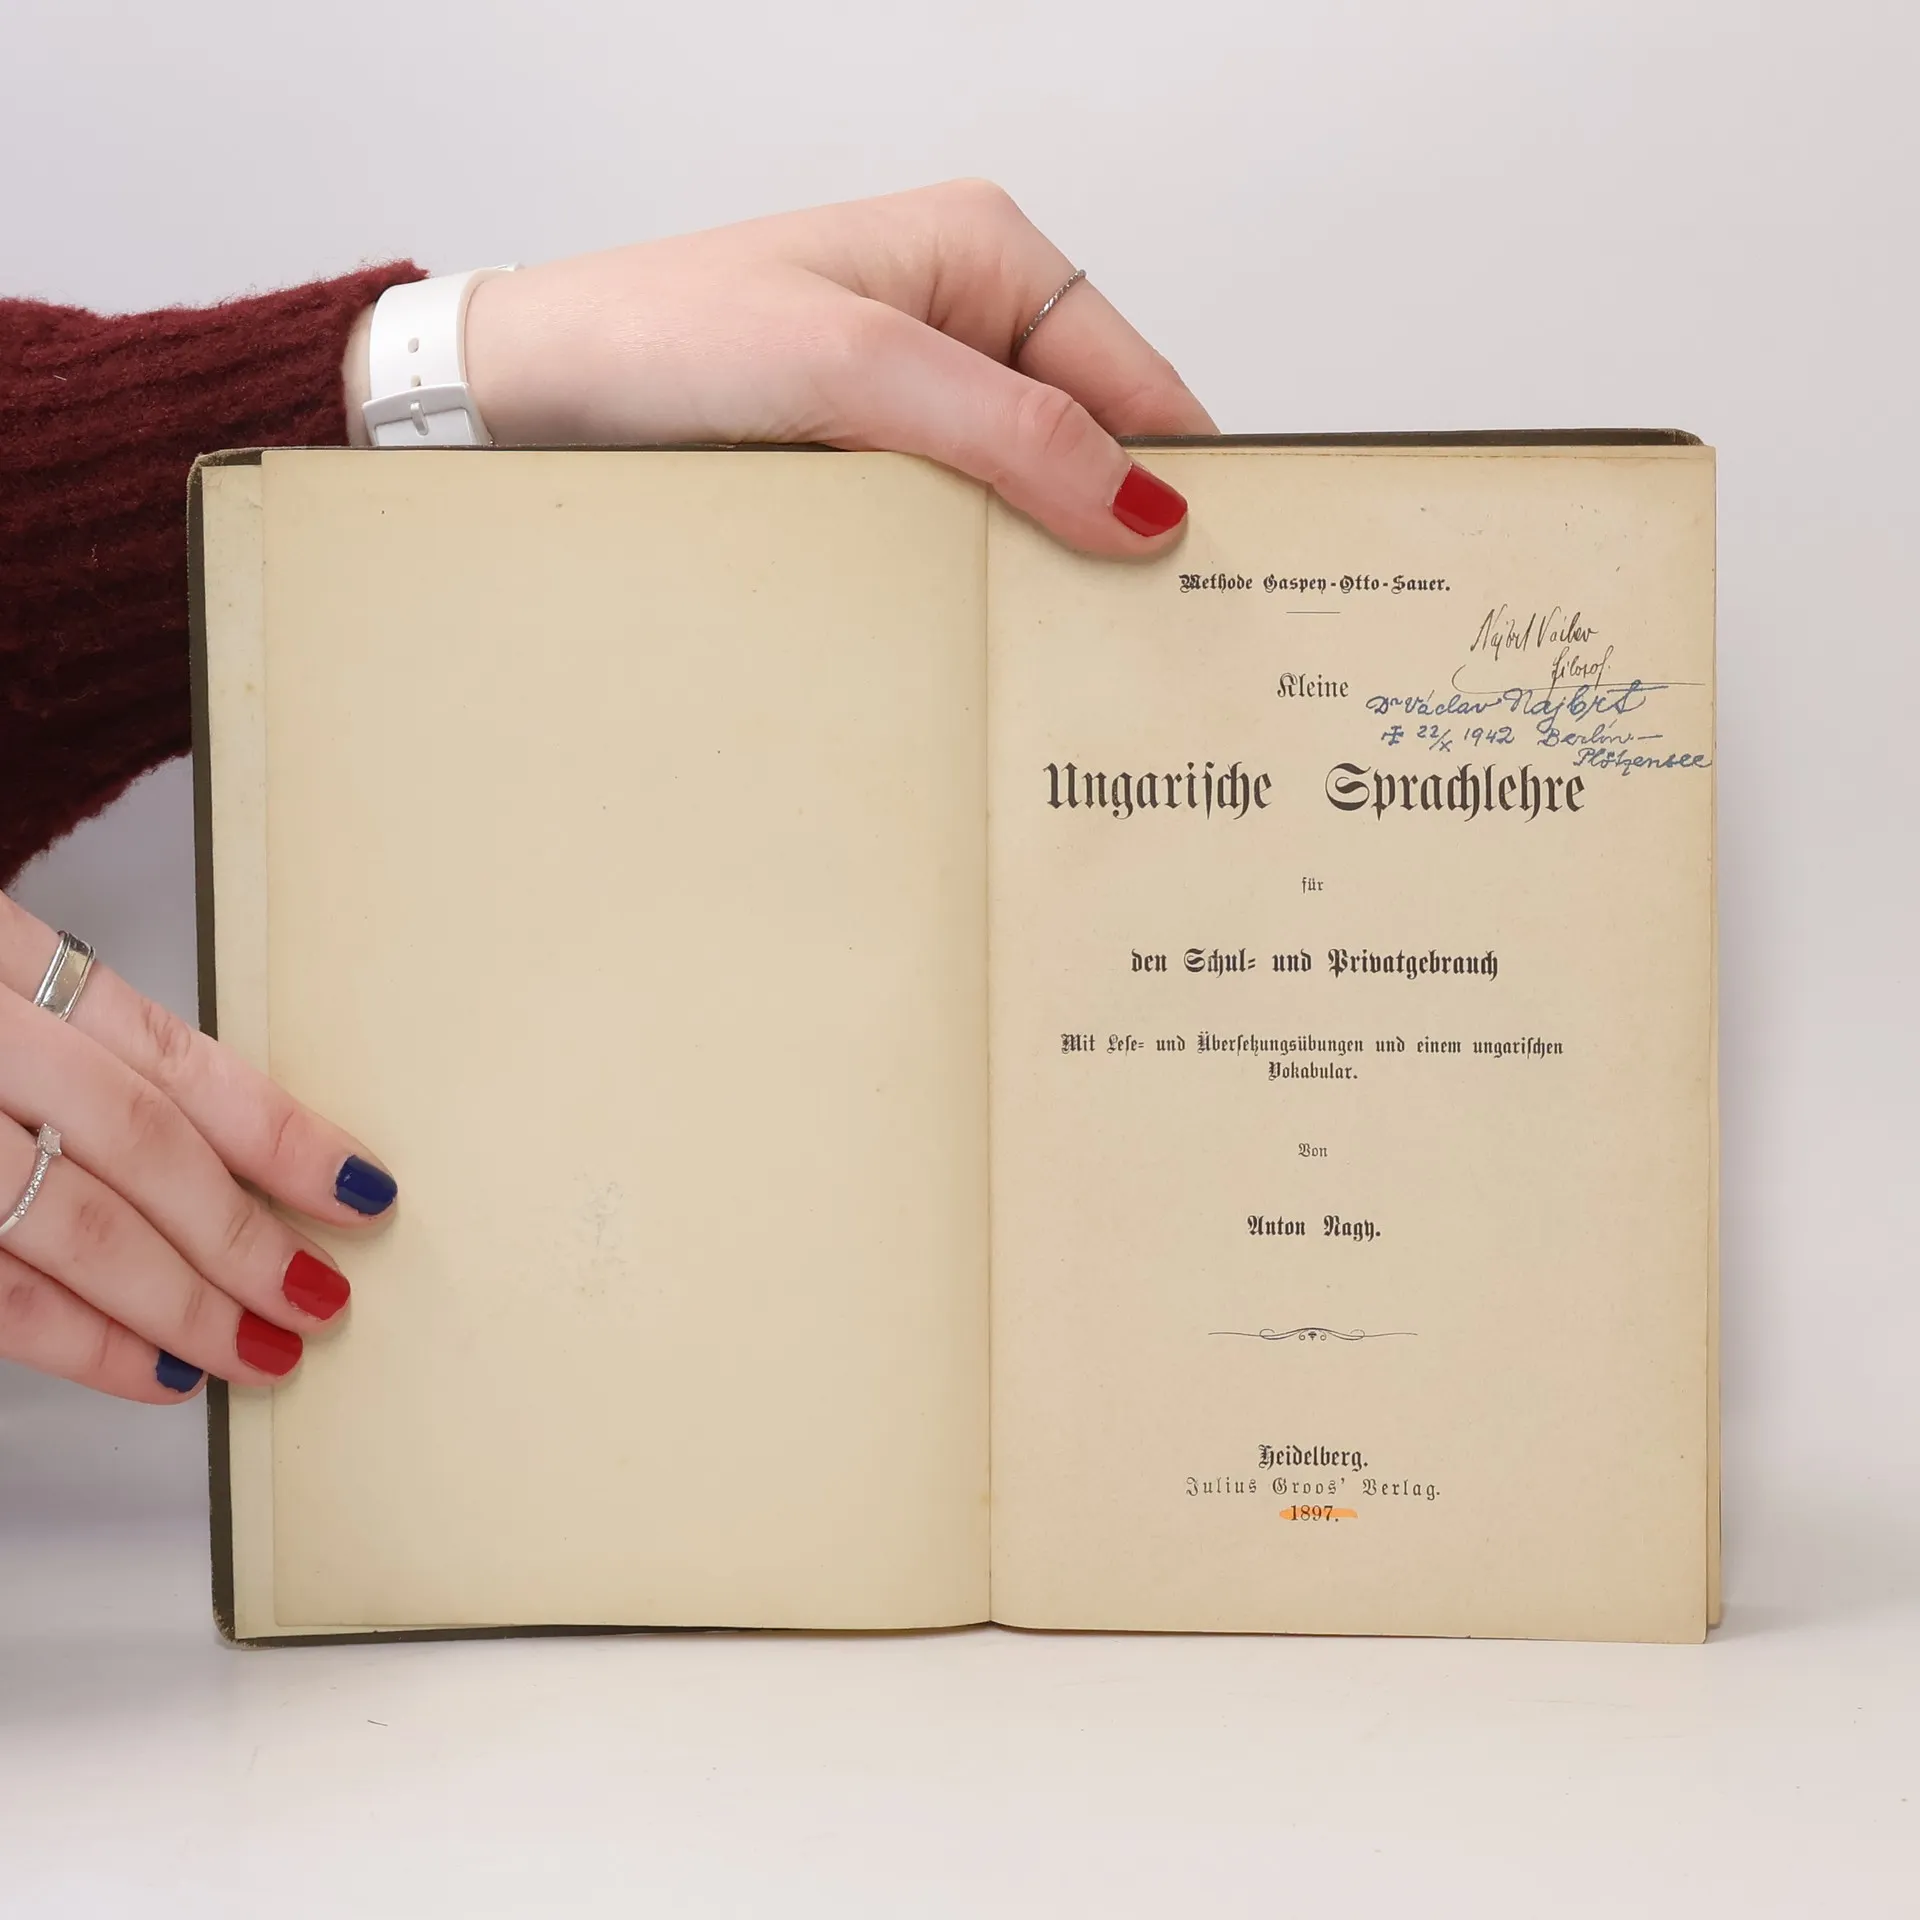 Methode Gaspey-Otto-Sauer.
Najbrt Václav
filosof.
Kleine
Dr Václav Najbrt
✝ 22/X 1942 Berlín-
Plötzensee
Ungarische Sprachlehre
für
den Schul- und Privatgebrauch
Mit Lese- und Übersetzungsübungen und einem ungarischen
Vokabular.
Von
Anton Nagy.
Heidelberg.
Julius Groos' Verlag.
1897.